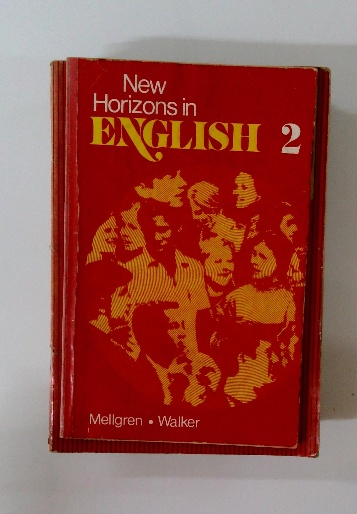 New
Horizons in
ENGLISH 2
Mellgren • Walker